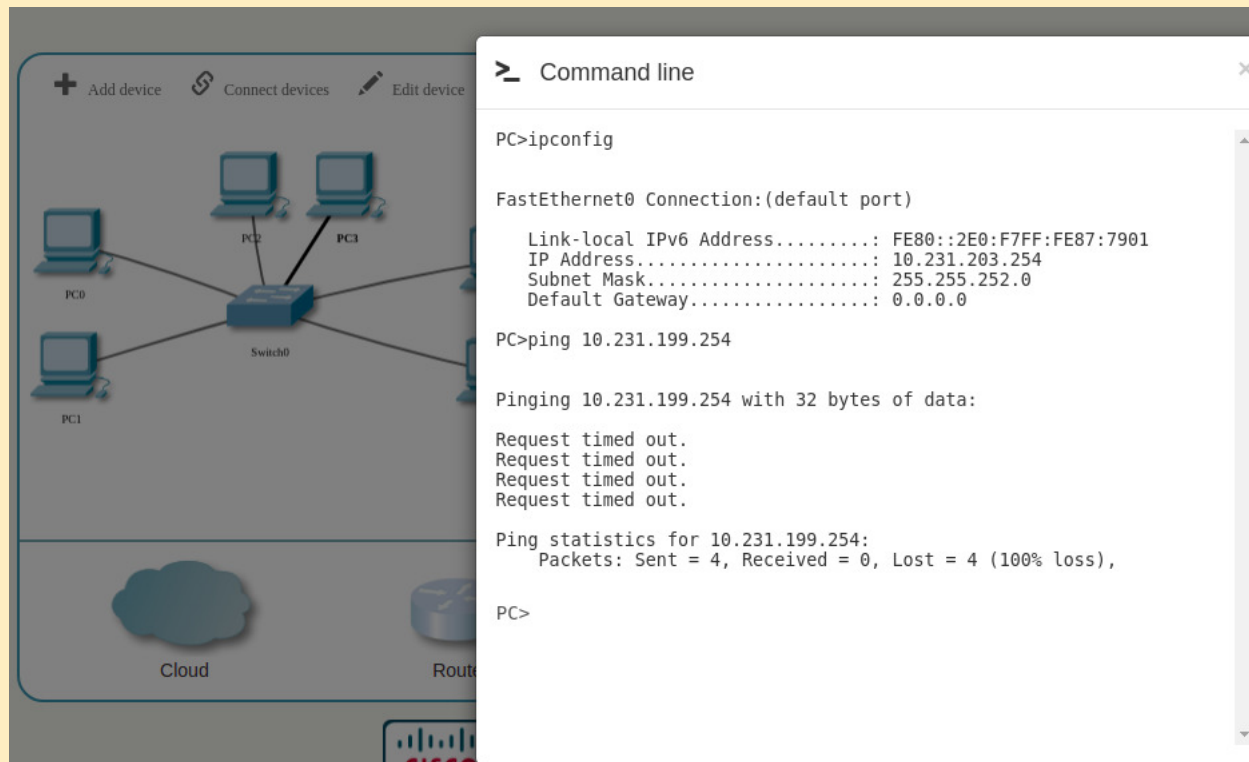 Add device Connect devices Edit device
PC2
PC3
PC0
Switch0
PC1
Cloud
Route
CISCO
Command line
×
PC>ipconfig
FastEthernet0 Connection:(default port)
Link-local IPv6 Address.........: FE80::2E0:F7FF:FE87:7901
IP Address......................: 10.231.203.254
Subnet Mask.....................: 255.255.252.0
Default Gateway.................: 0.0.0.0
PC>ping 10.231.199.254
Pinging 10.231.199.254 with 32 bytes of data:
Request timed out.
Request timed out.
Request timed out.
Request timed out.
Ping statistics for 10.231.199.254:
Packets: Sent = 4, Received = 0, Lost = 4 (100% loss),
PC>